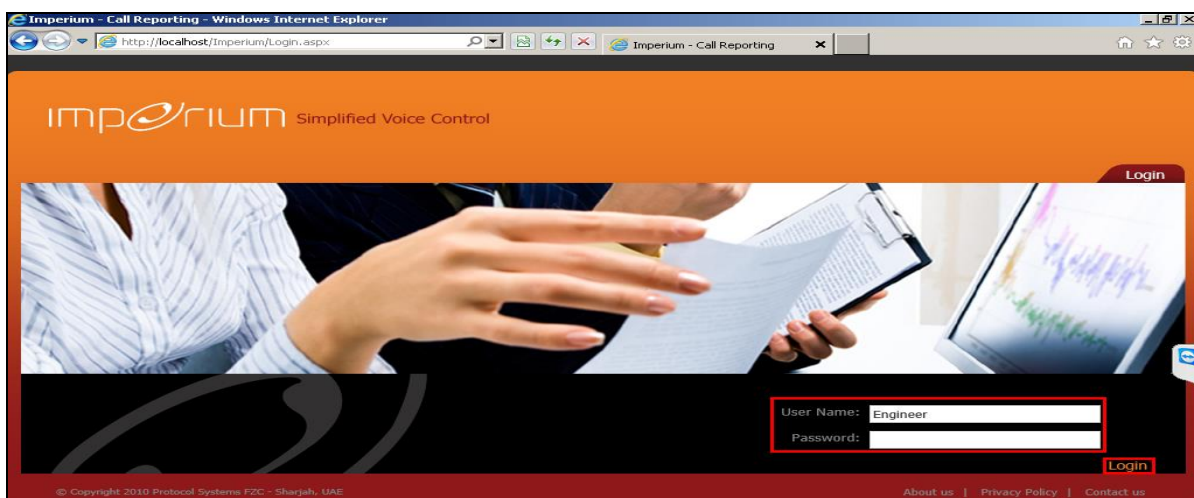 Imperium - Call Reporting - Windows Internet Explorer
http://localhost/Imperium/Login.aspx
Imperium - Call Reporting
imperium Simplified Voice Control
Login
User Name: Engineer
Password:
Login
© Copyright 2010 Protocol Systems FZC - Sharjah, UAE
About us | Privacy Policy | Contact us